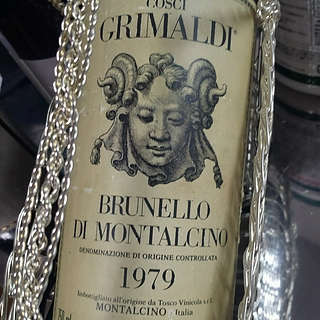 COSCI
GRIMALDI
BRUNELLO
DI MONTALCINO
DENOMINAZIONE DI ORIGINE CONTROLLATA
1979
Imbottigliato all'origine da Tosco Vinicola s.r.l.
MONTALCINO - Italia